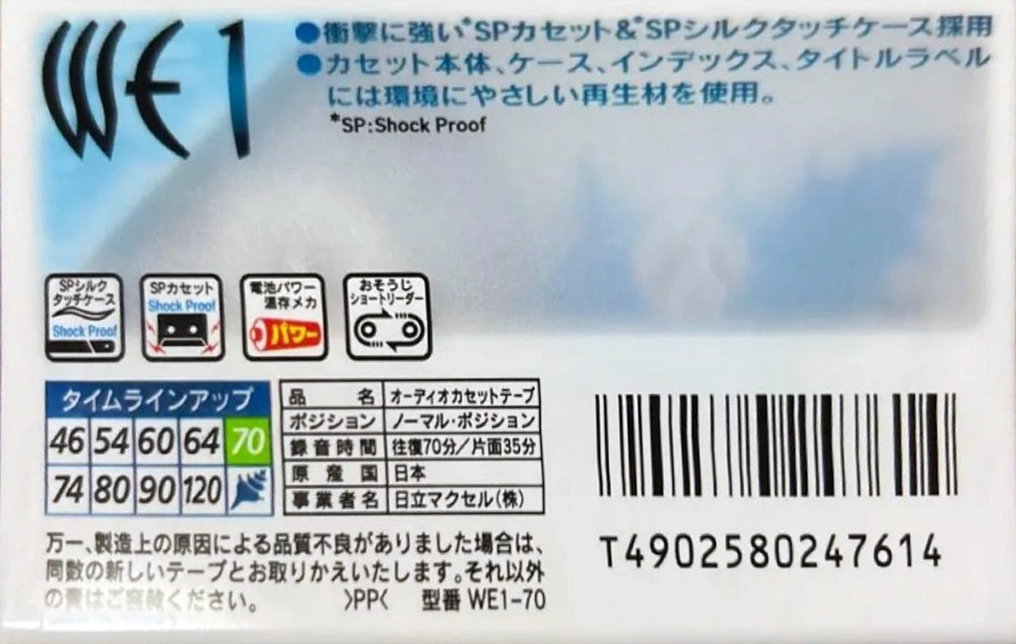 WE1
●衝撃に強い*SPカセット&*SPシルクタッチケース採用
●カセット本体、ケース、インデックス、タイトルラベル
には環境にやさしい再生材を使用。
*SP:Shock Proof
SPシルク
タッチケース
Shock Proof
SPカセット
Shock Proof
電池パワー
温存メカ
パワー
おそうじ
ショートリーダー
タイムラインアップ
46 54 60 64 70
74 80 90 120
品名 オーディオカセットテープ
ポジション ノーマル・ポジション
録音時間 往復70分/片面35分
原産国 日本
事業者名 日立マクセル(株)
万一、製造上の原因による品質不良がありました場合は、
同数の新しいテープとお取りかえいたします。それ以外
の責はご容赦ください。 >PP< 型番 WE1-70
T4902580247614